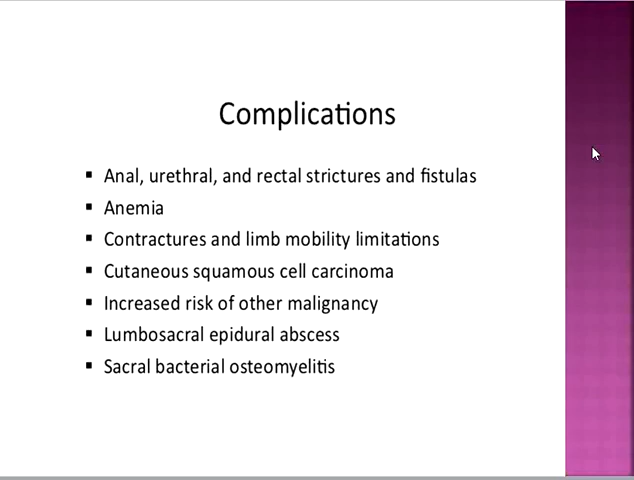 Complications
▪ Anal, urethral, and rectal strictures and fistulas
▪ Anemia
▪ Contractures and limb mobility limitations
▪ Cutaneous squamous cell carcinoma
▪ Increased risk of other malignancy
▪ Lumbosacral epidural abscess
▪ Sacral bacterial osteomyelitis